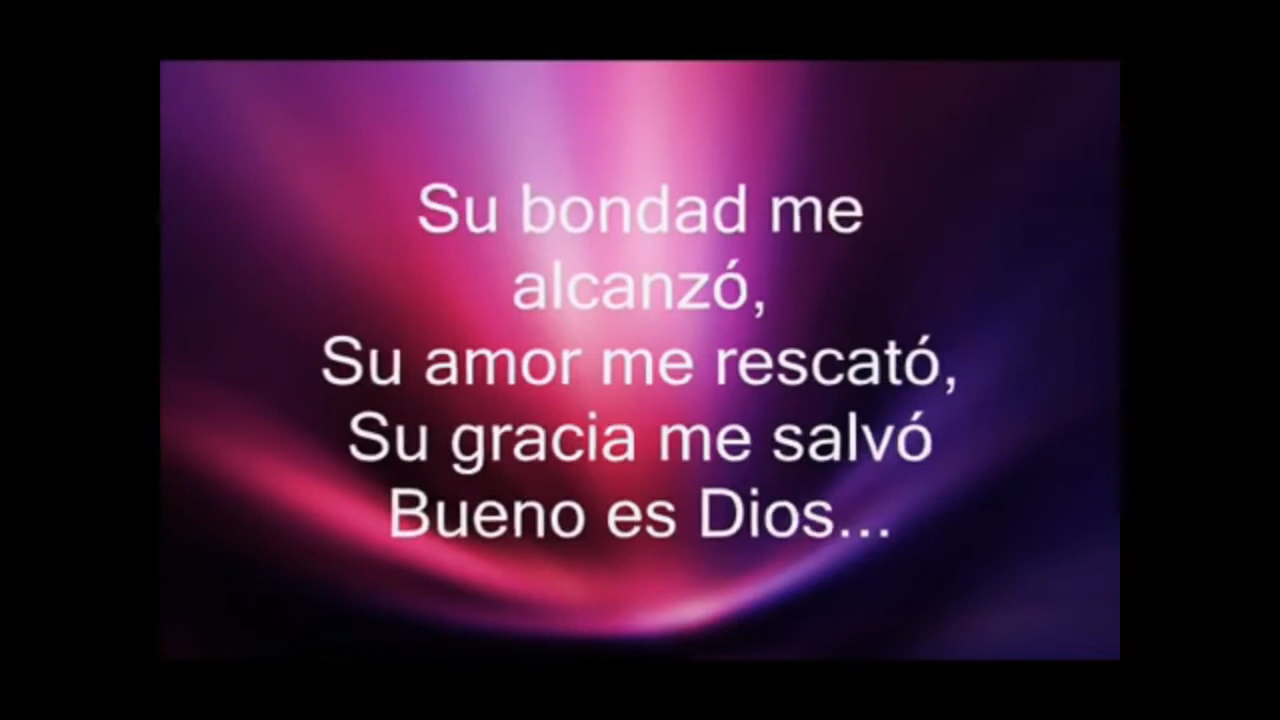 Su bondad me
alcanzó,
Su amor me rescató,
Su gracia me salvó
Bueno es Dios...